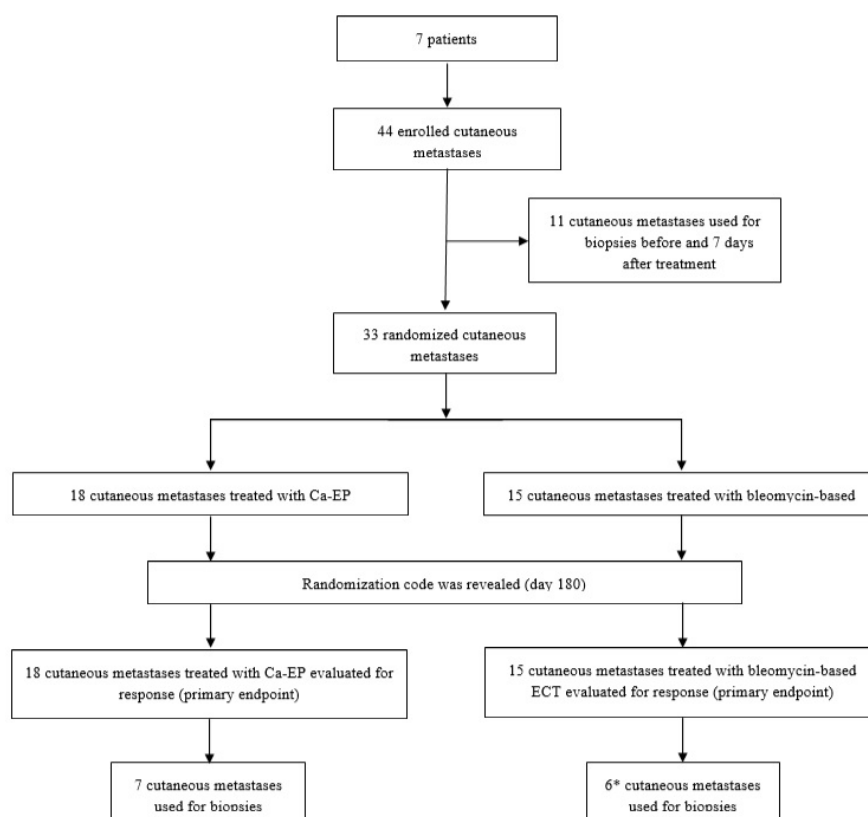 7 patients
44 enrolled cutaneous
metastases
11 cutaneous metastases used for
biopsies before and 7 days
after treatment
33 randomized cutaneous
metastases
18 cutaneous metastases treated with Ca-EP
15 cutaneous metastases treated with bleomycin-based
Randomization code was revealed (day 180)
18 cutaneous metastases treated with Ca-EP evaluated for
response (primary endpoint)
15 cutaneous metastases treated with bleomycin-based
ECT evaluated for response (primary endpoint)
7 cutaneous metastases
used for biopsies
6* cutaneous metastases
used for biopsies